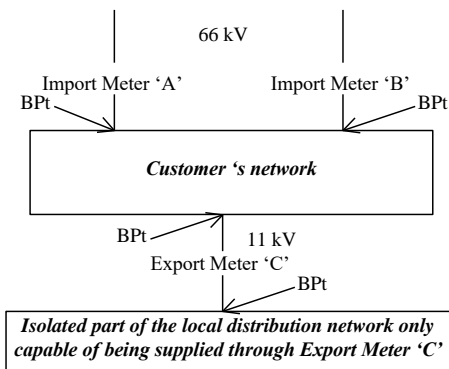 66 kV
Import Meter ‘A’
Import Meter ‘B’
BPt
BPt
Customer ‘s network
BPt
11 kV
Export Meter ‘C’
BPt
Isolated part of the local distribution network only
capable of being supplied through Export Meter ‘C’